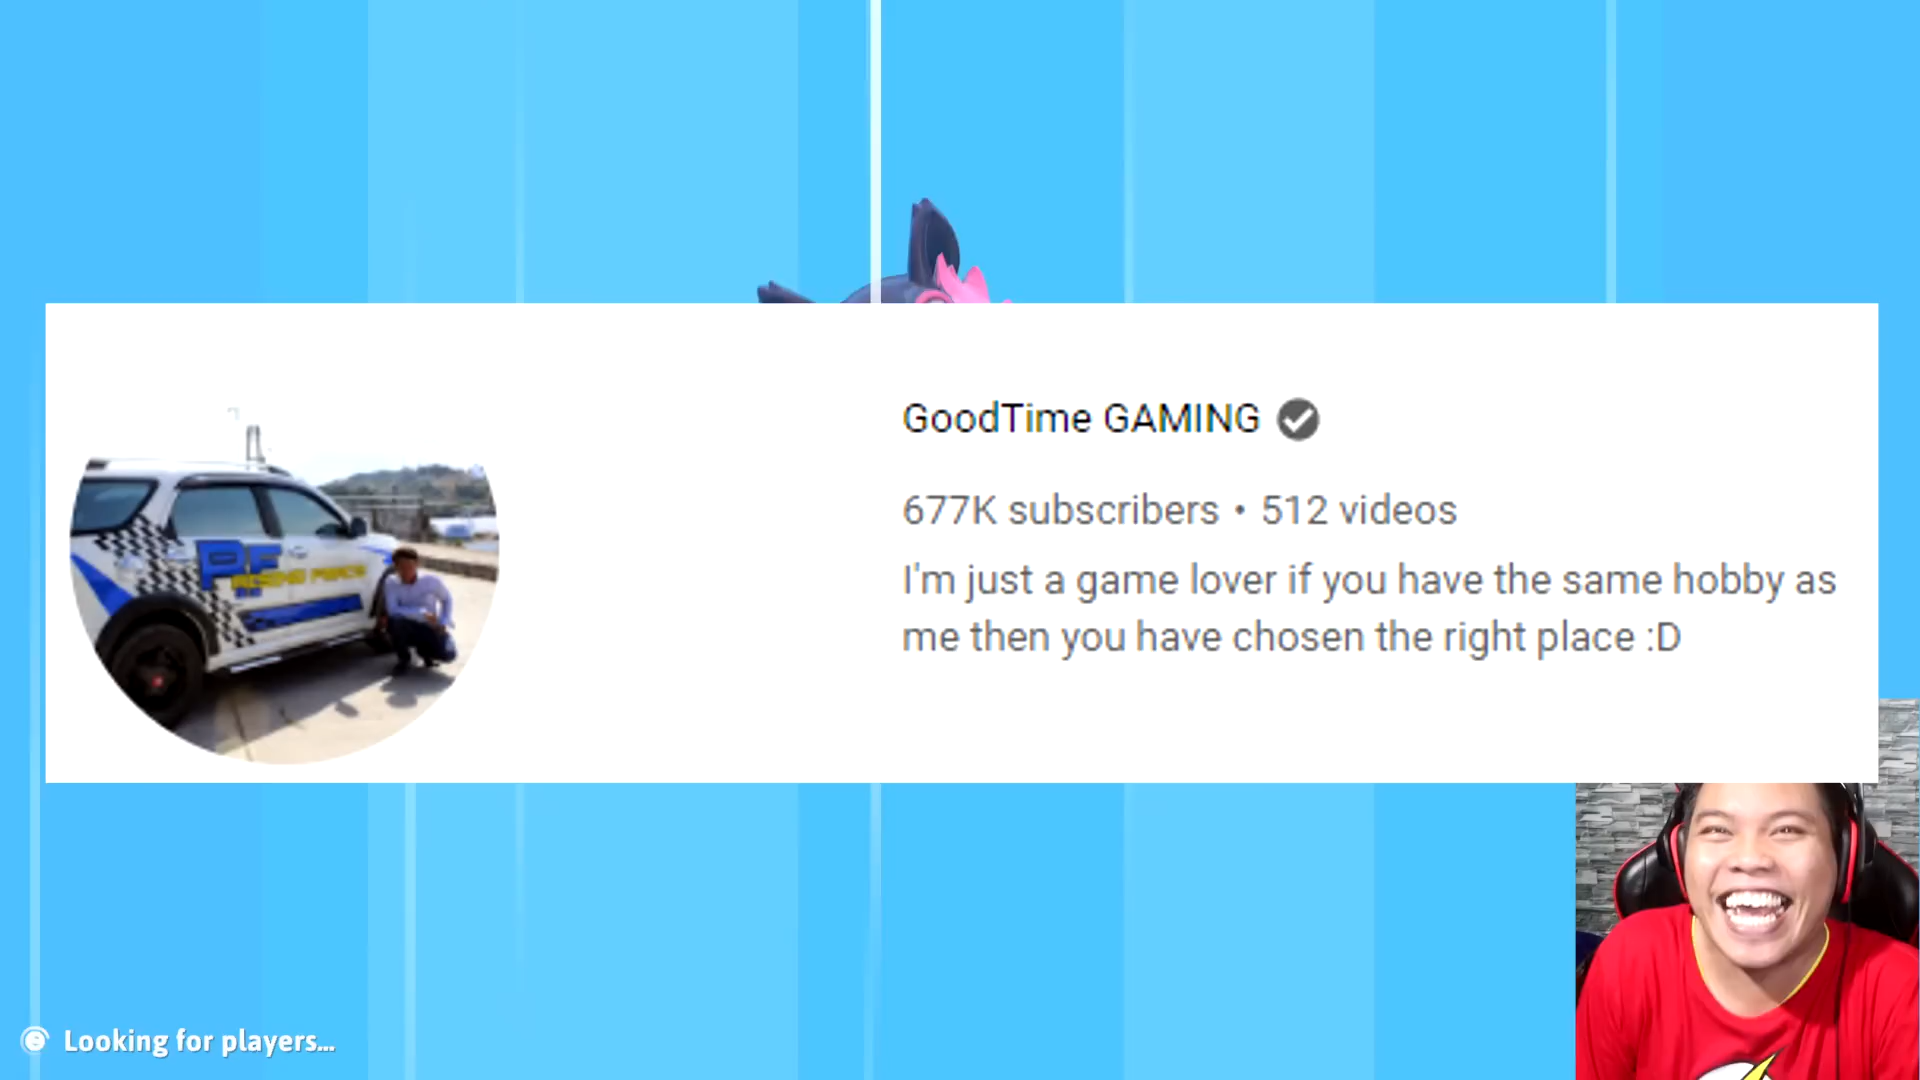 GoodTime GAMING
677K subscribers • 512 videos
I'm just a game lover if you have the same hobby as
me then you have chosen the right place :D
PF
Looking for players...